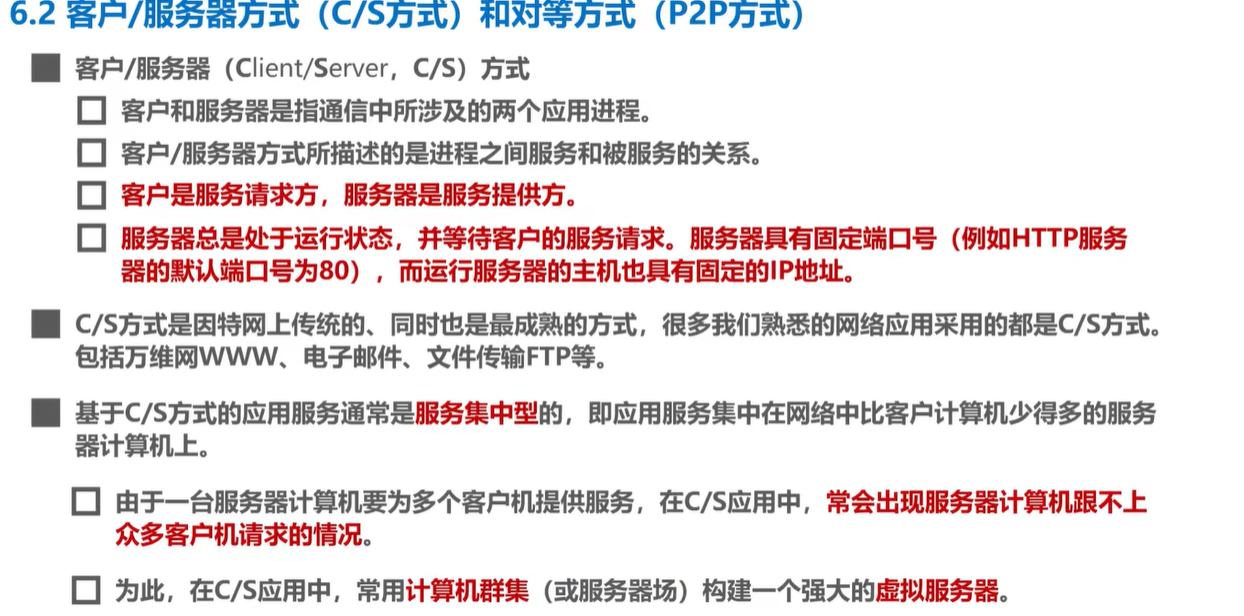 6.2 客户/服务器方式（C/S方式）和对等方式（P2P方式）
客户/服务器（Client/Server，C/S）方式
客户和服务器是指通信中所涉及的两个应用进程。
客户/服务器方式所描述的是进程之间服务和被服务的关系。
客户是服务请求方，服务器是服务提供方。
服务器总是处于运行状态，并等待客户的服务请求。服务器具有固定端口号（例如HTTP服务
器的默认端口号为80），而运行服务器的主机也具有固定的IP地址。
C/S方式是因特网上传统的、同时也是最成熟的方式，很多我们熟悉的网络应用采用的都是C/S方式。
包括万维网WWW、电子邮件、文件传输FTP等。
基于C/S方式的应用服务通常是服务集中型的，即应用服务集中在网络中比客户计算机少得多的服务
器计算机上。
由于一台服务器计算机要为多个客户机提供服务，在C/S应用中，常会出现服务器计算机跟不上
众多客户机请求的情况。
为此，在C/S应用中，常用计算机群集（或服务器场）构建一个强大的虚拟服务器。